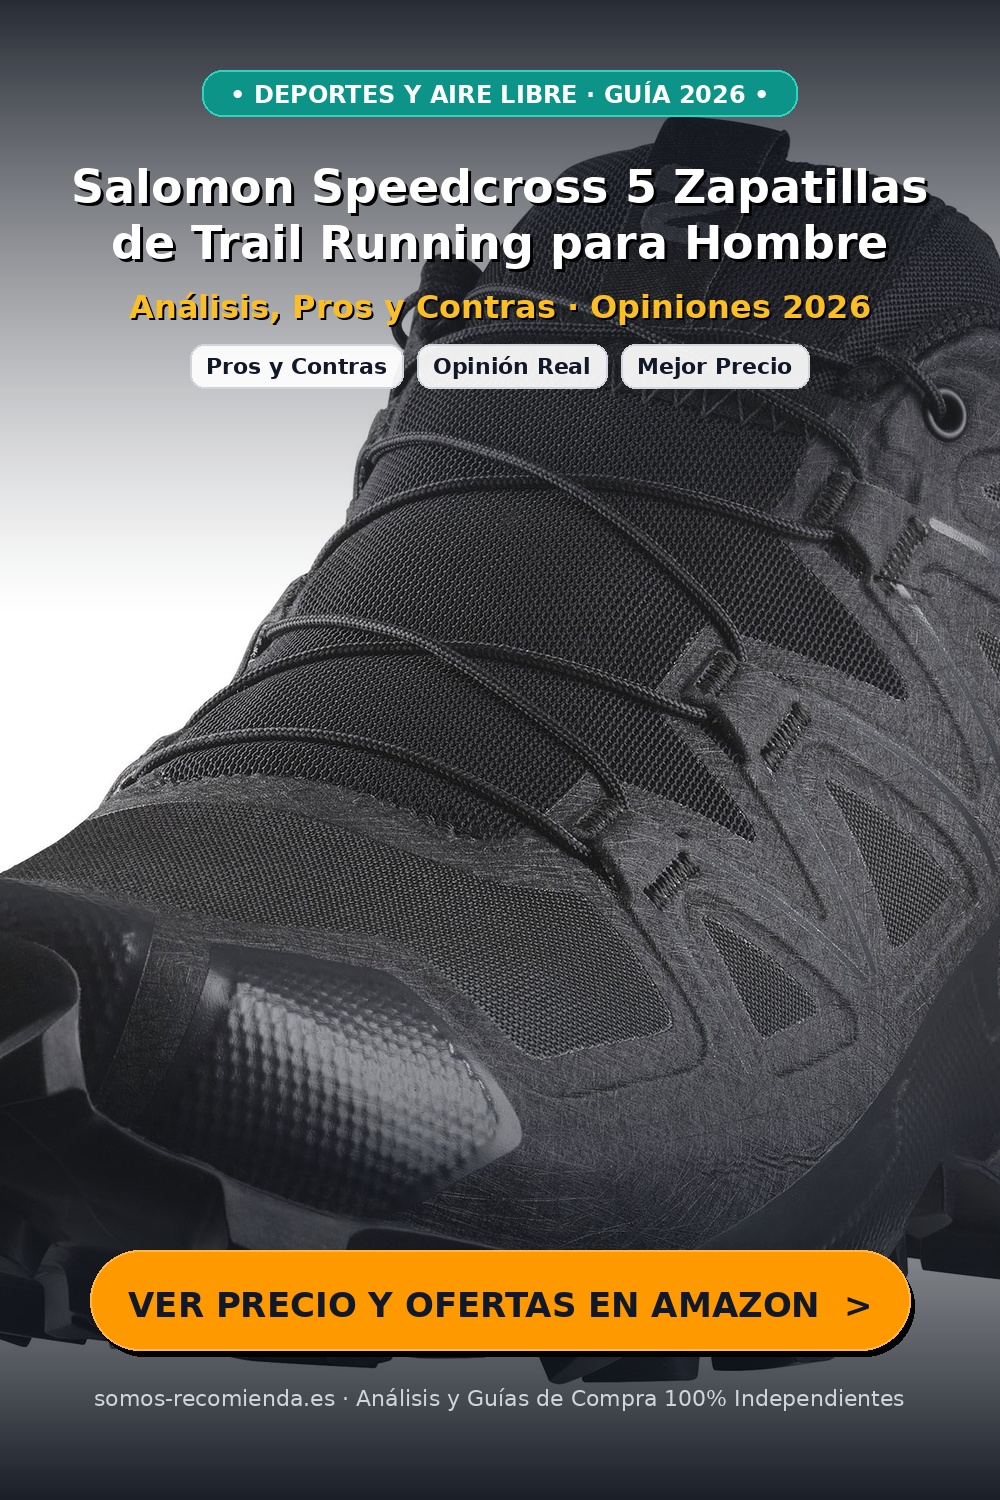 • DEPORTES Y AIRE LIBRE · GUÍA 2026 •
Salomon Speedcross 5 Zapatillas
de Trail Running para Hombre
Análisis, Pros y Contras · Opiniones 2026
Pros y Contras Opinión Real Mejor Precio
VER PRECIO Y OFERTAS EN AMAZON >
somos-recomienda.es · Análisis y Guías de Compra 100% Independientes